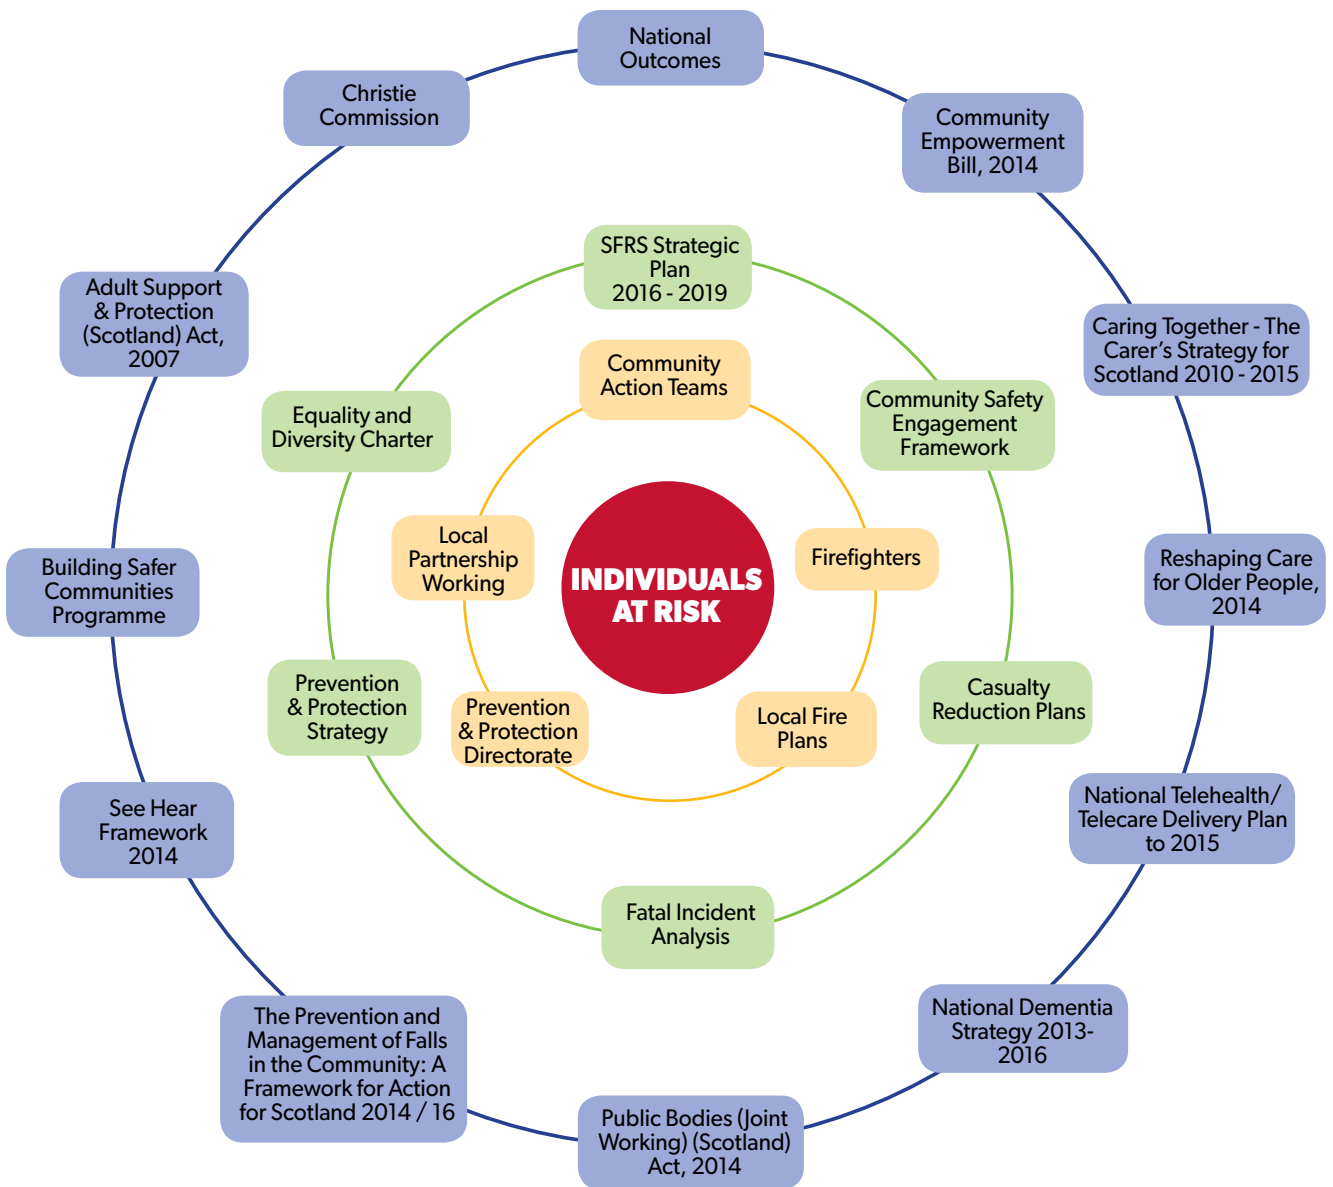 National
Outcomes
Christie
Commission
Community
Empowerment
Bill, 2014
Adult Support
& Protection
(Scotland) Act,
2007
Caring Together - The
Carer’s Strategy for
Scotland 2010 - 2015
Building Safer
Communities
Programme
Reshaping Care
for Older People,
2014
See Hear
Framework
2014
National Telehealth/
Telecare Delivery Plan
to 2015
The Prevention and
Management of Falls
in the Community: A
Framework for Action
for Scotland 2014 / 16
National Dementia
Strategy 2013-
2016
Public Bodies (Joint
Working) (Scotland)
Act, 2014
SFRS Strategic
Plan
2016 - 2019
Equality and
Diversity Charter
Community Safety
Engagement
Framework
Prevention
& Protection
Strategy
Casualty
Reduction Plans
Fatal Incident
Analysis
Community
Action Teams
Local
Partnership
Working
Firefighters
Prevention
& Protection
Directorate
Local Fire
Plans
INDIVIDUALS
AT RISK